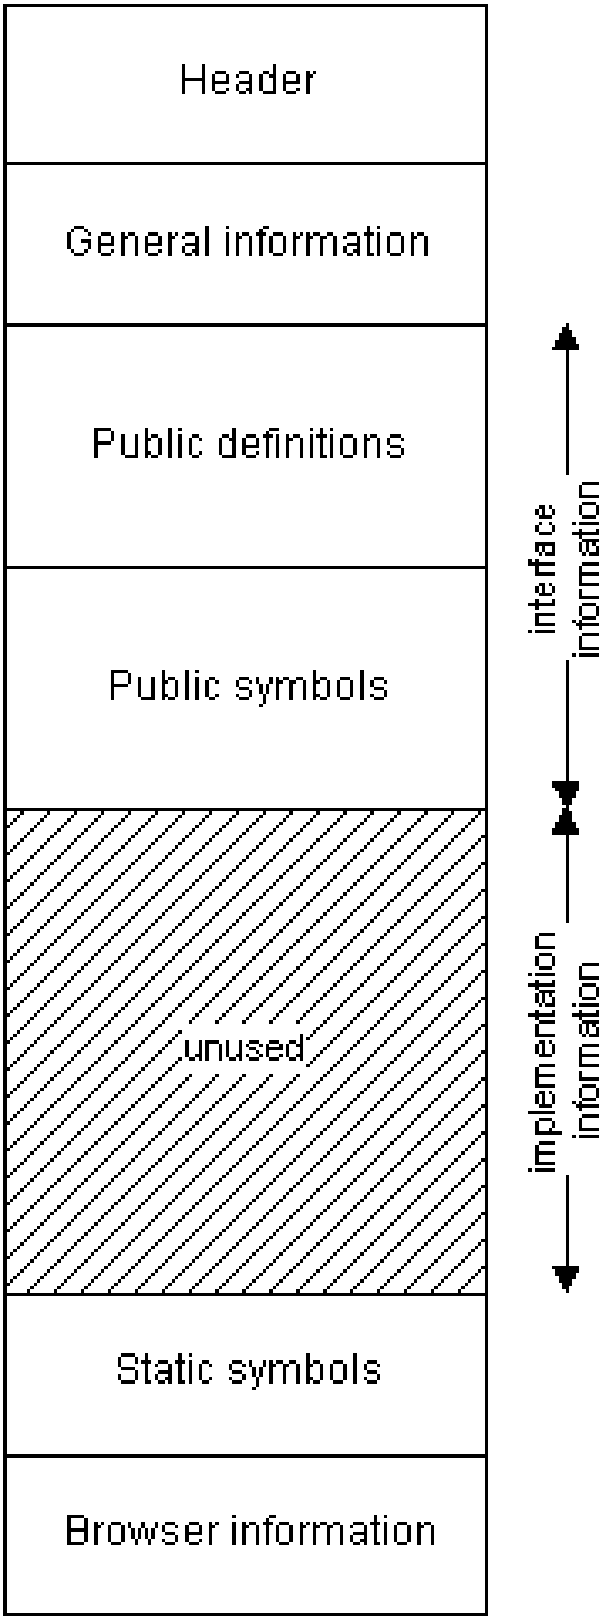 Header
General information
Public definitions
Public symbols
interface
information
unused
implementation
information
Static symbols
Browser information